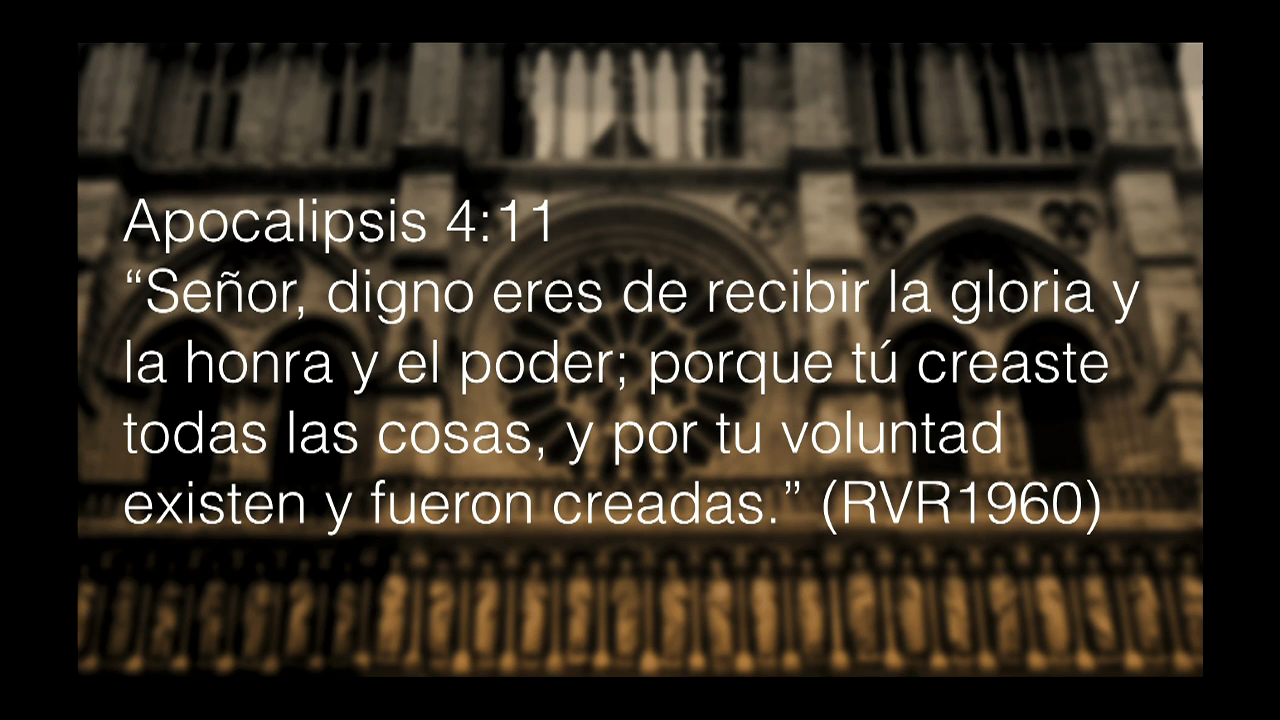 Apocalipsis 4:11
“Señor, digno eres de recibir la gloria y
la honra y el poder; porque tú creaste
todas las cosas, y por tu voluntad
existen y fueron creadas.” (RVR1960)